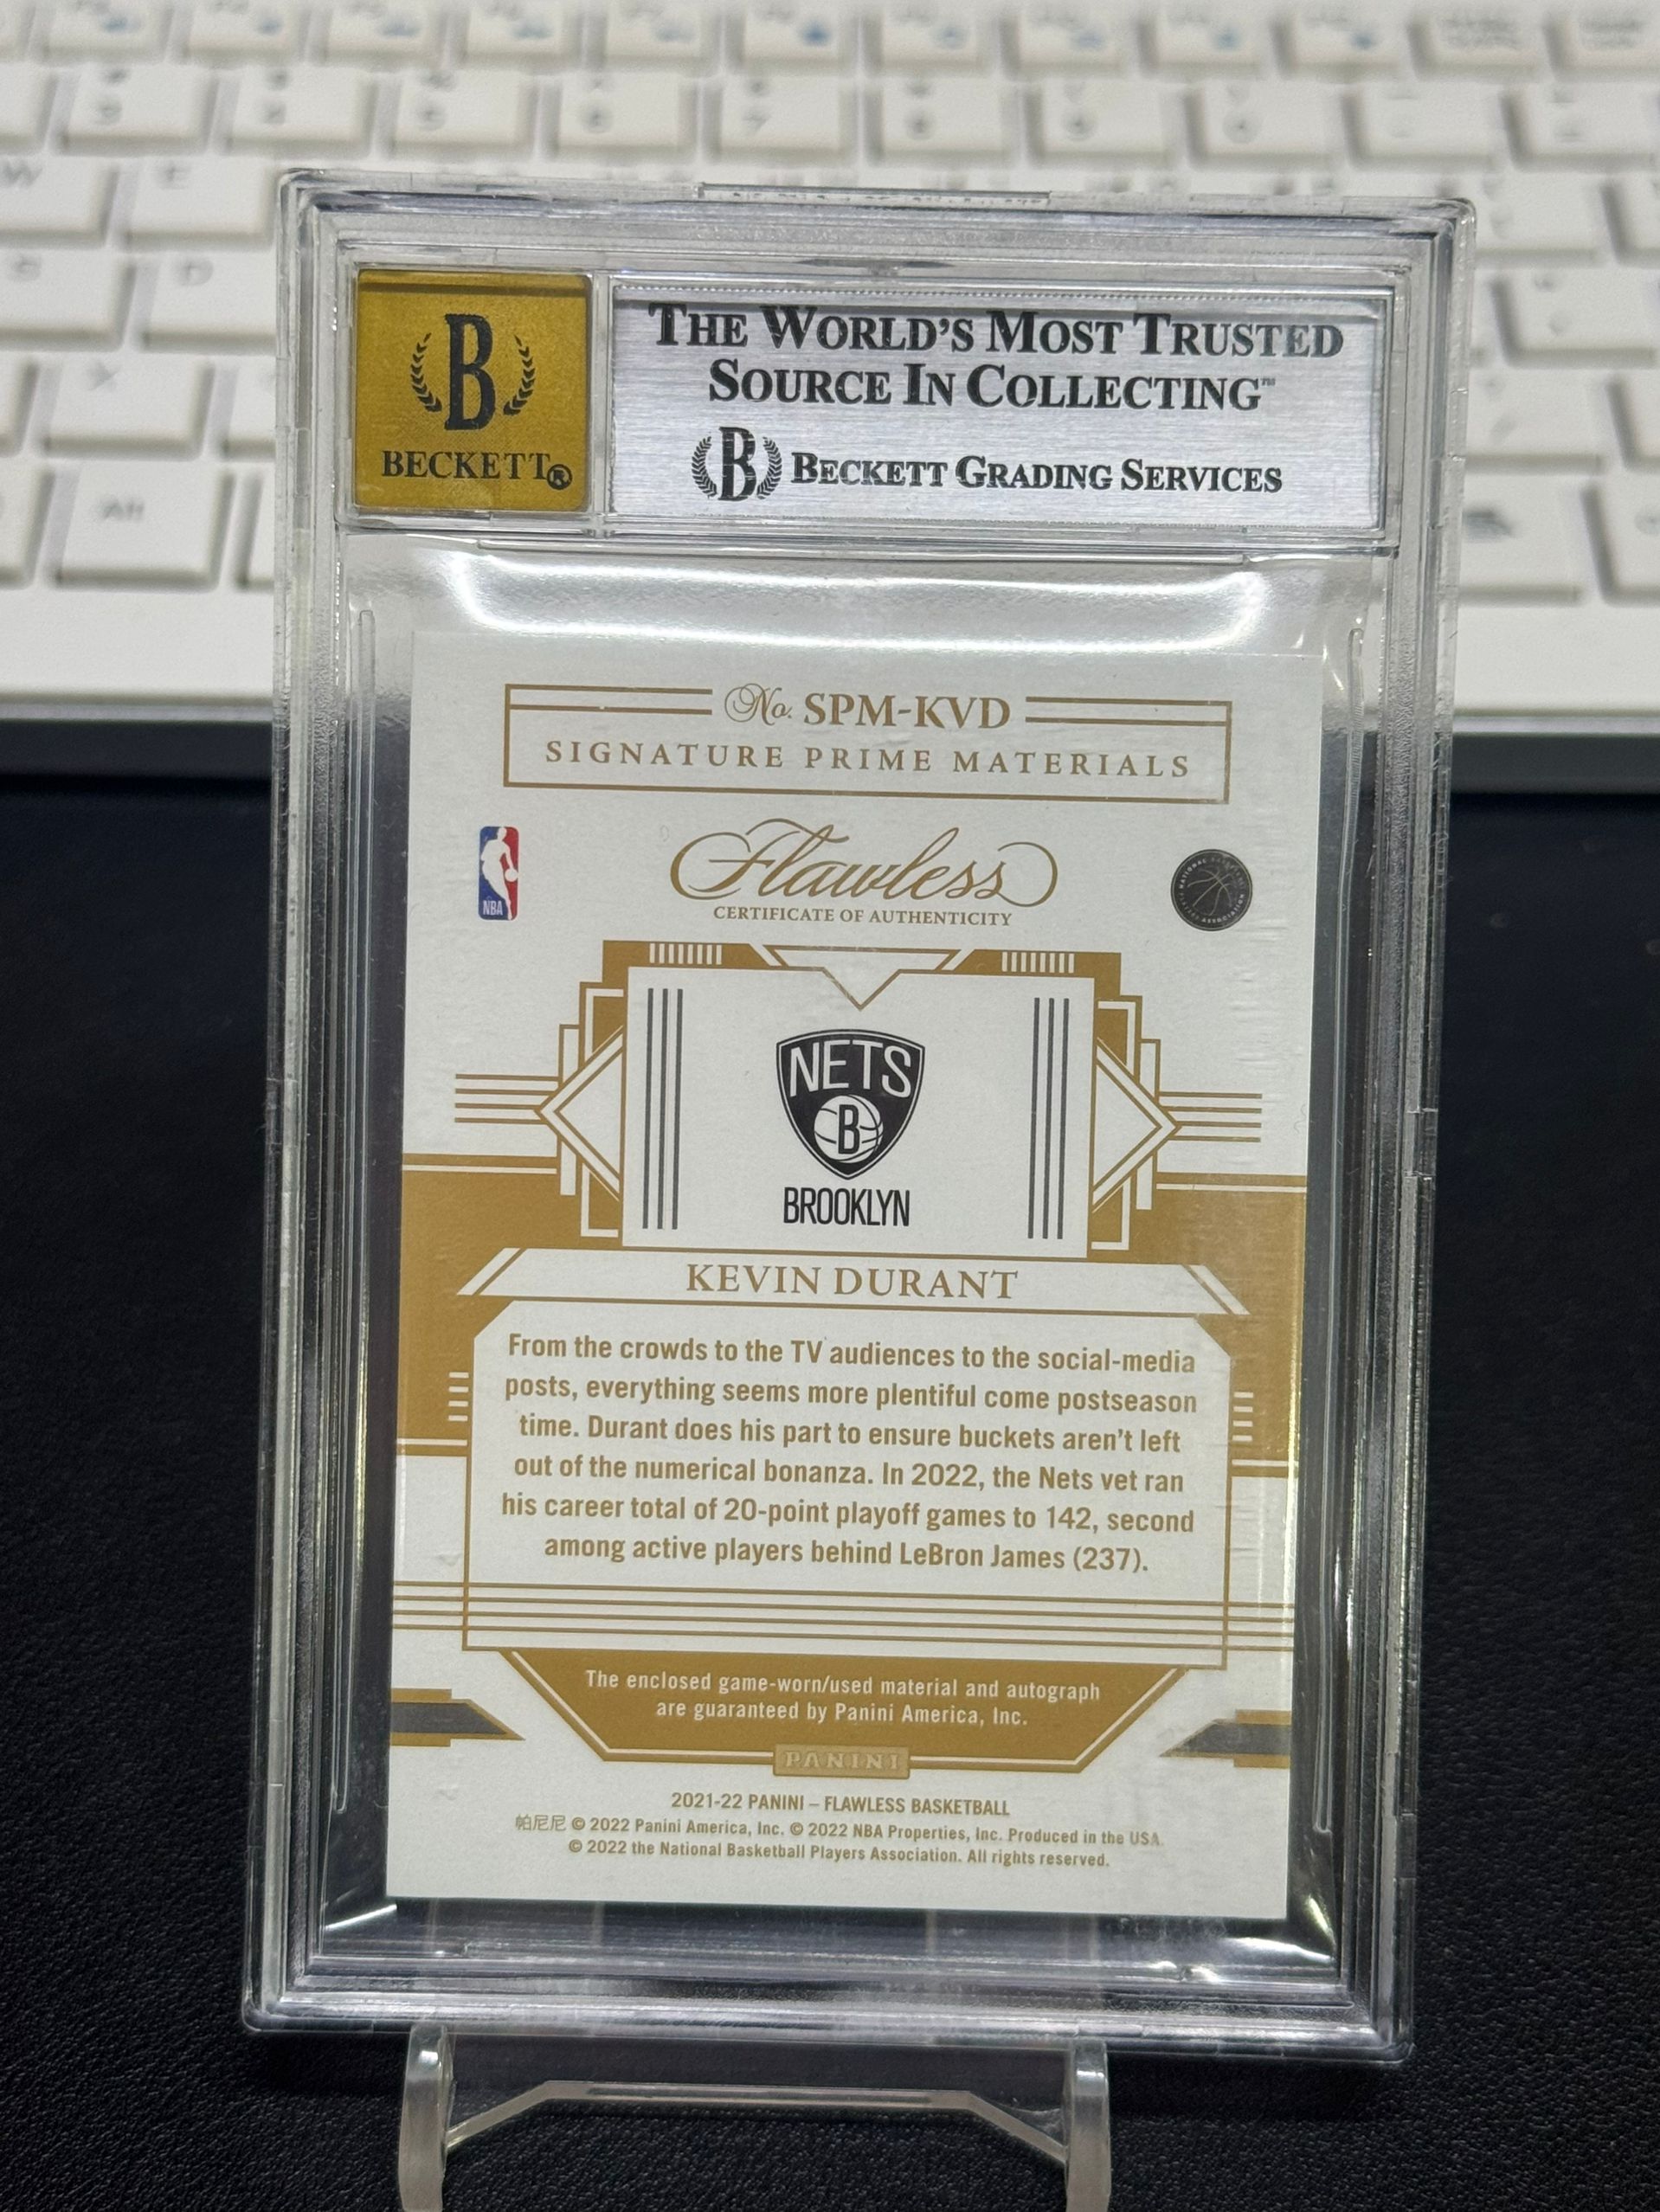 W
E
S
D
X
Alt
THE WORLD'S MOST TRUSTED
SOURCE IN COLLECTING™
B
BECKETT®
B BECKETT GRADING SERVICES
No. SPM-KVD
SIGNATURE PRIME MATERIALS
Flawless
CERTIFICATE OF AUTHENTICITY
NBA
NETS
B
BROOKLYN
KEVIN DURANT
From the crowds to the TV audiences to the social-media
posts, everything seems more plentiful come postseason
time. Durant does his part to ensure buckets aren't left
out of the numerical bonanza. In 2022, the Nets vet ran
his career total of 20-point playoff games to 142, second
among active players behind LeBron James (237).
The enclosed game-worn/used material and autograph
are guaranteed by Panini America, Inc.
PANINI
2021-22 PANINI – FLAWLESS BASKETBALL
帕尼尼 © 2022 Panini America, Inc. © 2022 NBA Properties, Inc. Produced in the USA.
© 2022 the National Basketball Players Association. All rights reserved.